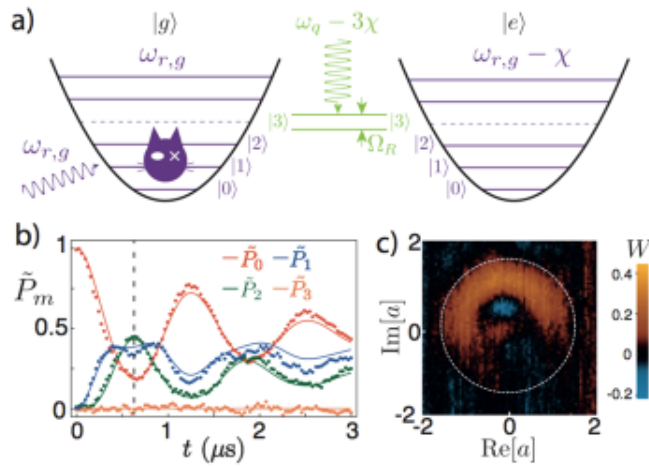 a)
|g⟩
ω_{r,g}
ω_q − 3χ
|e⟩
ω_{r,g} − χ
|3⟩ |3⟩
Ω_R
ω_{r,g}
|2⟩
|1⟩
|0⟩
|2⟩
|1⟩
|0⟩
b)
1
0.5
0
P̃_m
P̃_0 P̃_1
P̃_2 P̃_3
0 1 2 3
t (μs)
c)
2
0
-2
Im[a]
-2 0 2
Re[a]
W
0.4
0.2
0
-0.2